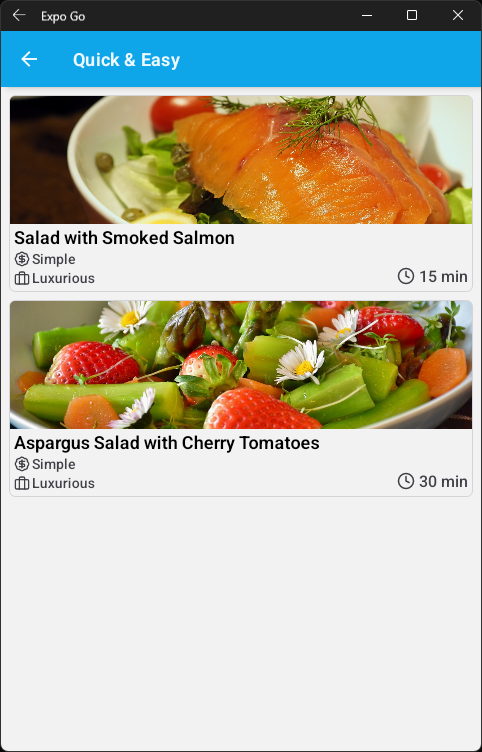 Expo Go
Quick & Easy
Salad with Smoked Salmon
Simple
Luxurious
15 min
Aspargus Salad with Cherry Tomatoes
Simple
Luxurious
30 min